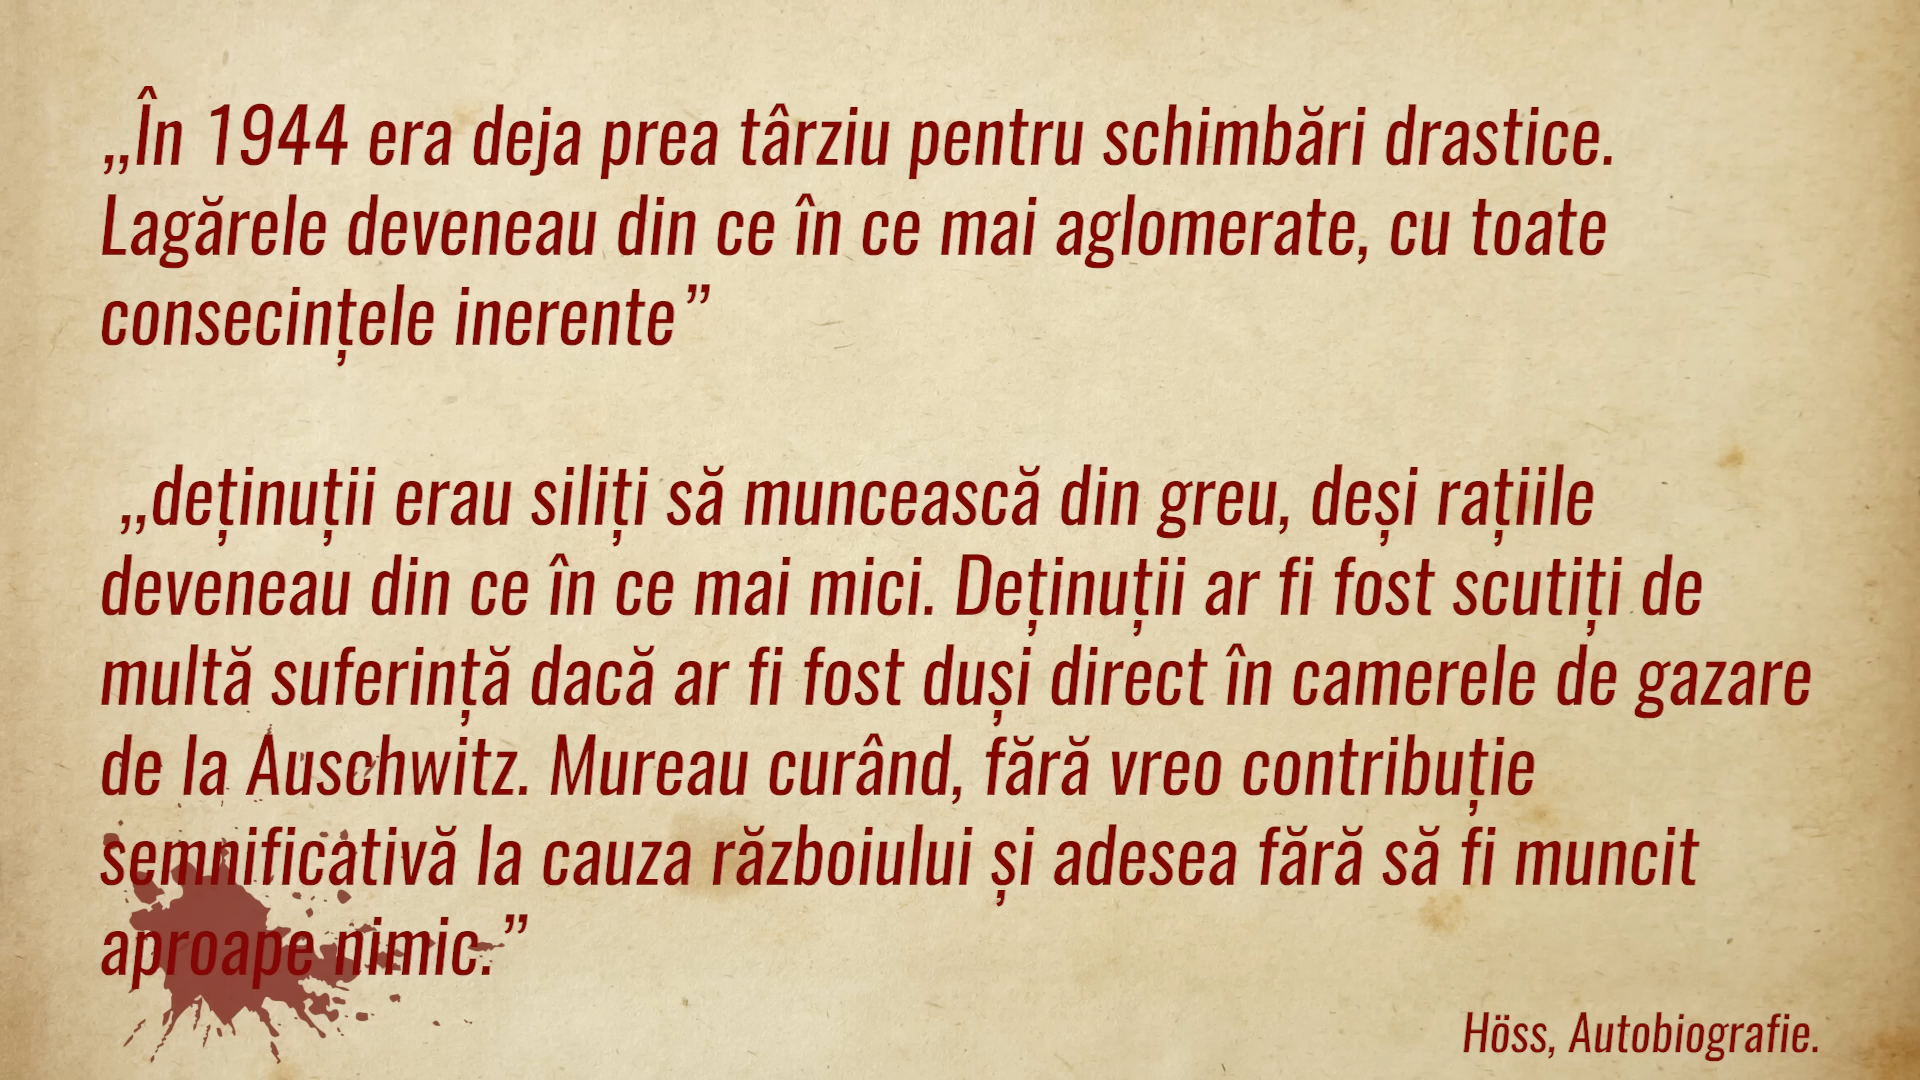 „În 1944 era deja prea târziu pentru schimbări drastice.
Lagărele deveneau din ce în ce mai aglomerate, cu toate
consecințele inerente”
„deținuții erau siliți să muncească din greu, deși rațiile
deveneau din ce în ce mai mici. Deținuții ar fi fost scutiți de
multă suferință dacă ar fi fost duși direct în camerele de gazare
de la Auschwitz. Mureau curând, fără vreo contribuție
semnificativă la cauza războiului și adesea fără să fi muncit
aproape nimic.”
Höss, Autobiografie.